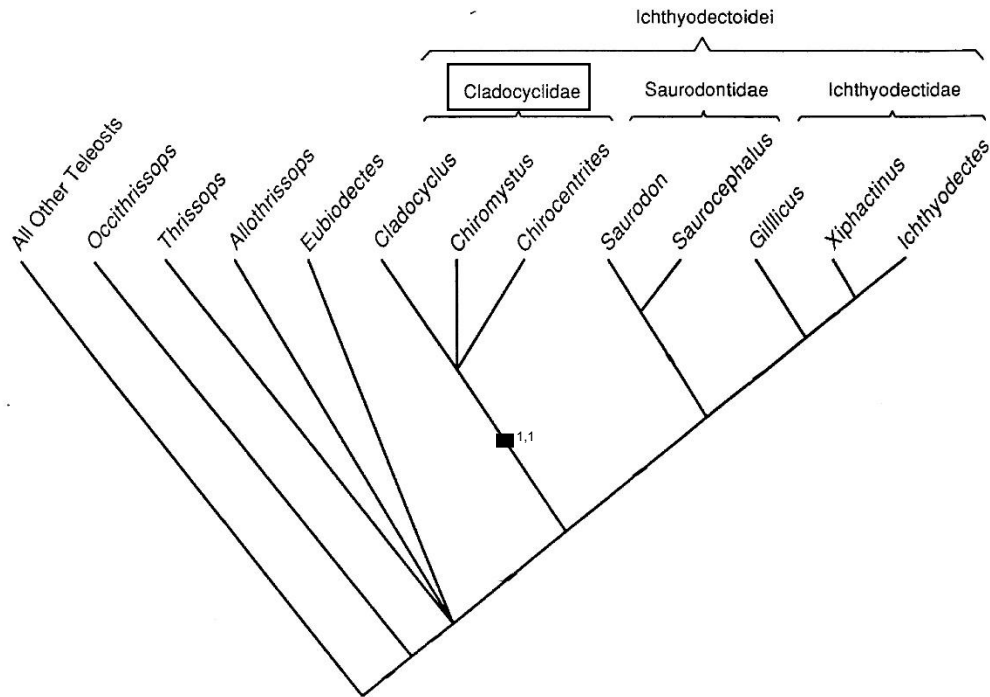 Ichthyodectoidei
Cladocyclidae
Saurodontidae
Ichthyodectidae
All Other Teleosts
Occithrissops
Thrissops
Allothrissops
Eubiodectes
Cladocyclus
Chiromystus
Chirocentrites
Saurodon
Saurocephalus
Gilllicus
Xiphactinus
Ichthyodectes
1,1